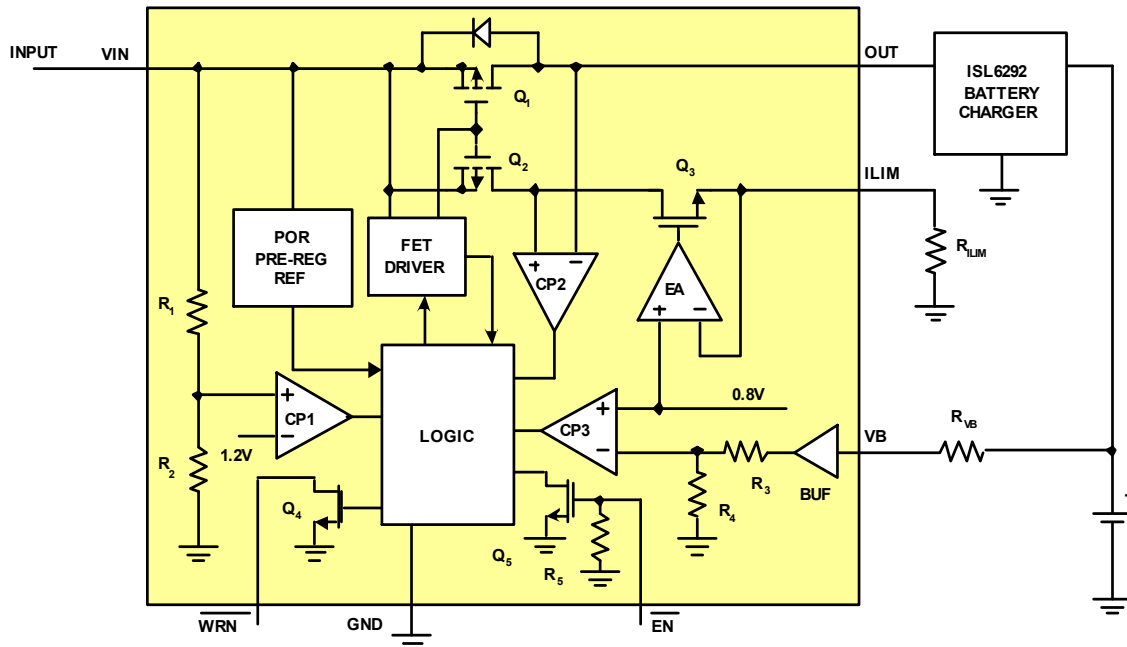 INPUT
VIN
OUT
ISL6292
BATTERY
CHARGER
Q1
Q2
Q3
ILIM
RILIM
POR
PRE-REG
REF
FET
DRIVER
+ −
CP2
EA
+ −
R1
+
CP1
−
1.2V
R2
LOGIC
+
CP3
−
0.8V
VB
RVB
R3
BUF
R4
Q4
Q5
R5
WRN
GND
EN